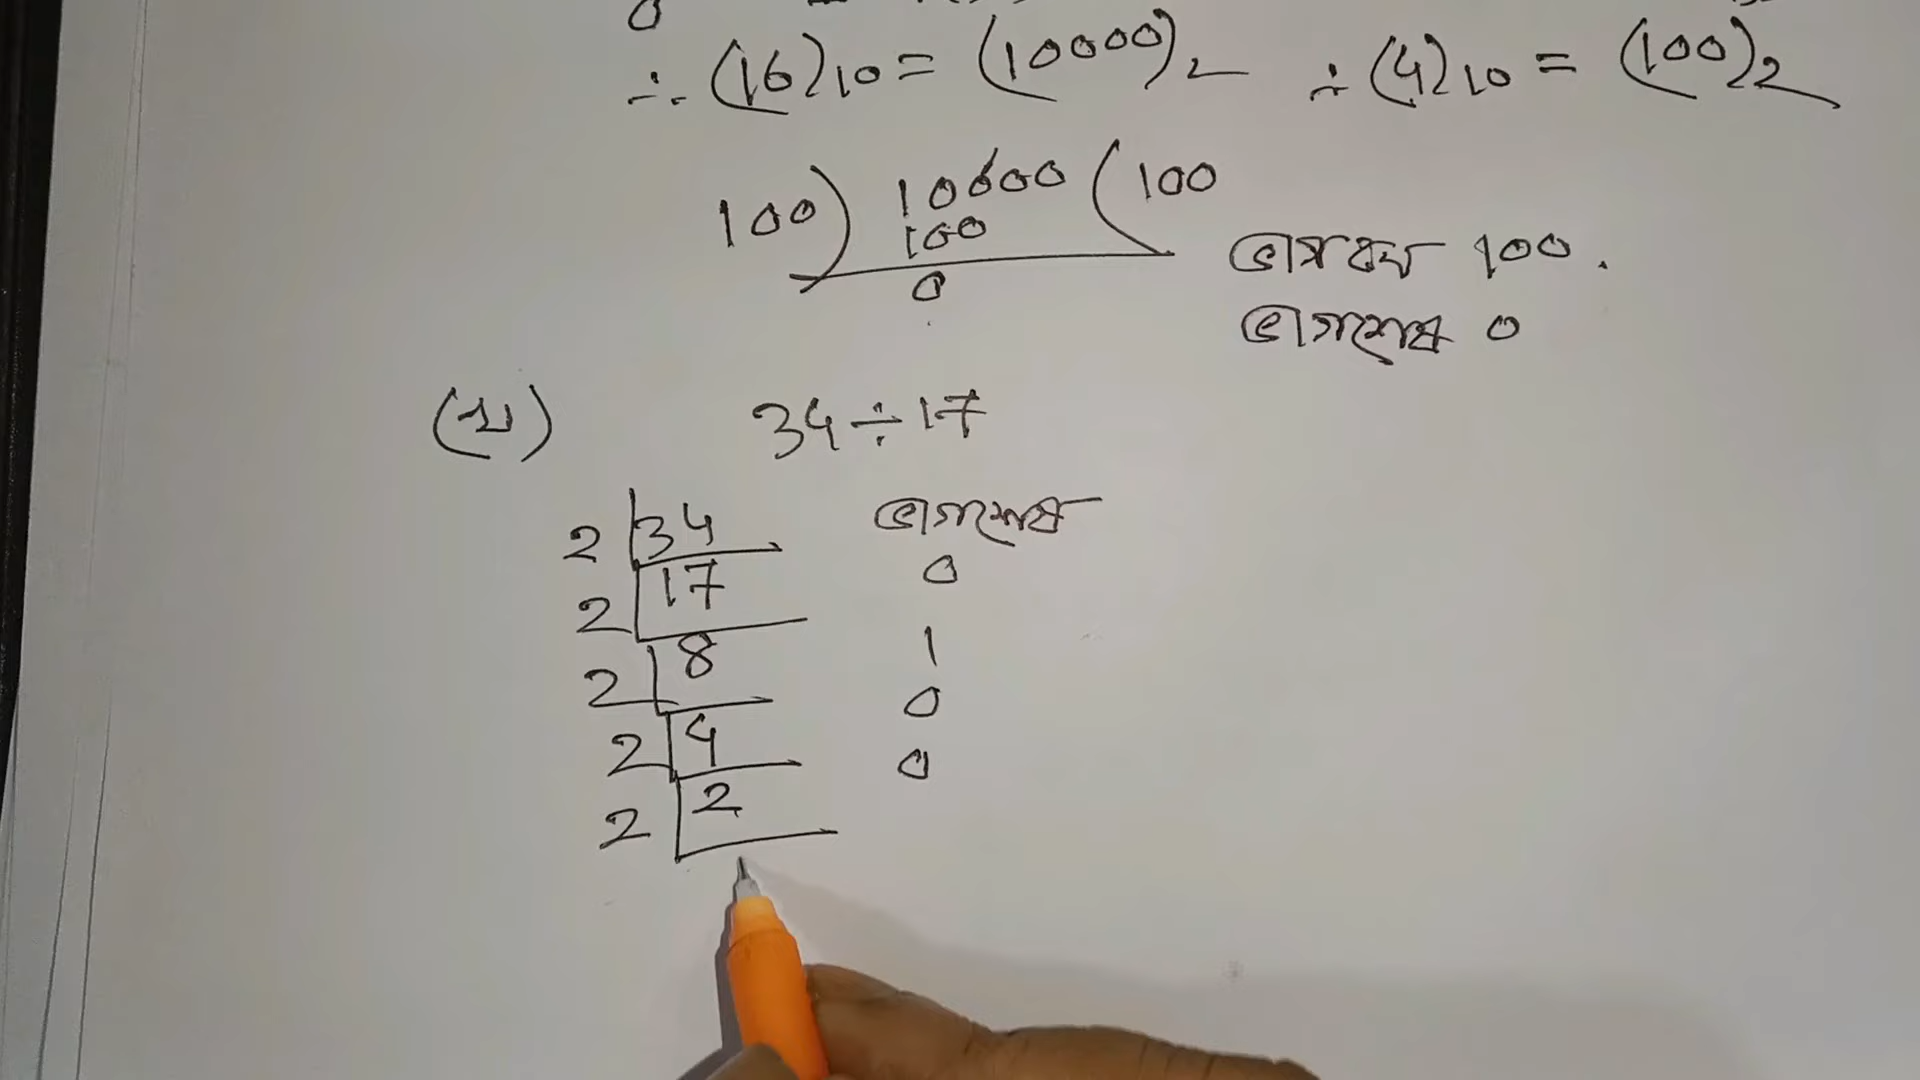 ∴ (16)10 = (10000)2 ∴ (4)10 = (100)2
100) 10000 (100
100
0
ভাগফল 100.
ভাগশেষ 0
(খ) 34 ÷ 17
2 34 ভাগশেষ
2 17 0
2 8 1
2 4 0
2 2 0